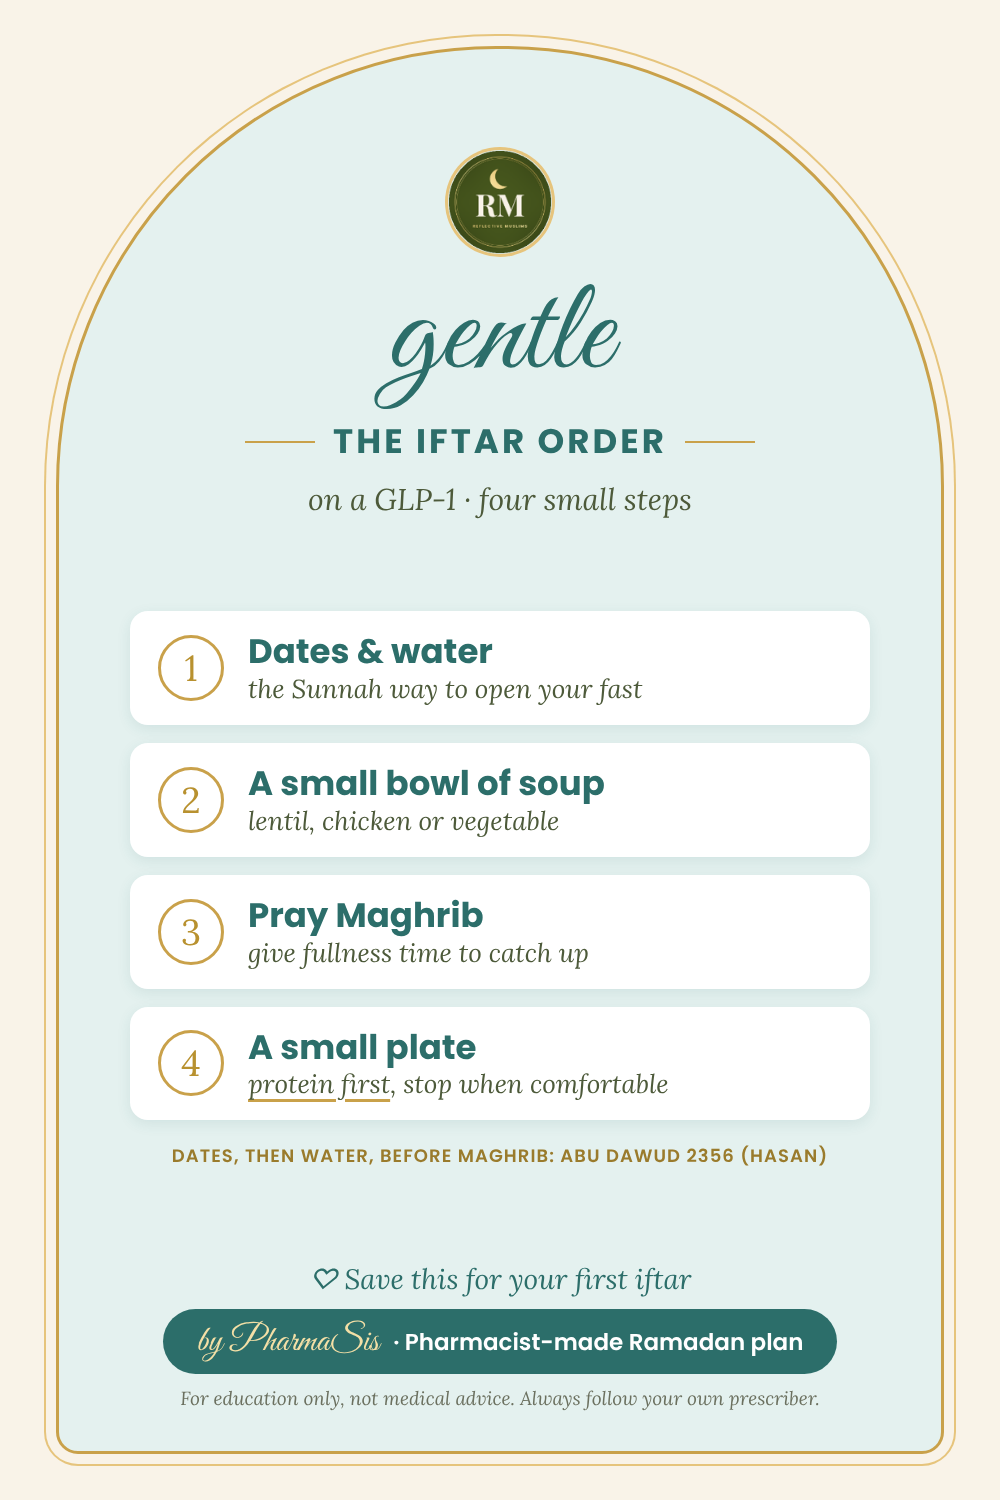 RM
REFLECTIVE MUSLIMS
gentle
THE IFTAR ORDER
on a GLP-1 · four small steps
1
Dates & water
the Sunnah way to open your fast
2
A small bowl of soup
lentil, chicken or vegetable
3
Pray Maghrib
give fullness time to catch up
4
A small plate
protein first, stop when comfortable
DATES, THEN WATER, BEFORE MAGHRIB: ABU DAWUD 2356 (HASAN)
♡ Save this for your first iftar
by PharmaSis · Pharmacist-made Ramadan plan
For education only, not medical advice. Always follow your own prescriber.